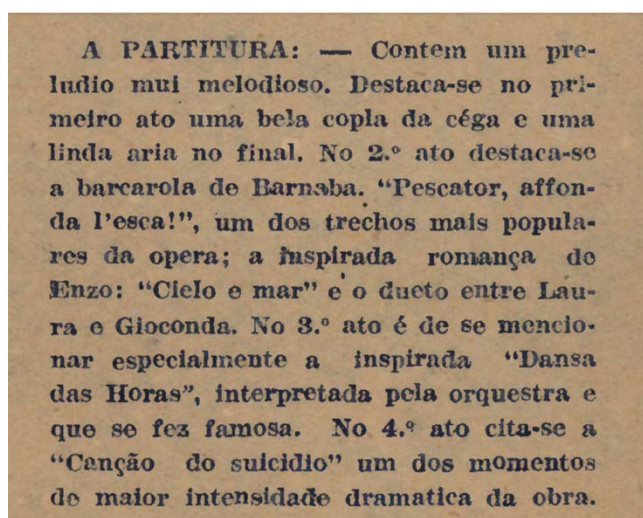 A PARTITURA: — Contem um pre-
ludio mui melodioso. Destaca-se no pri-
meiro ato uma bela copla da céga e uma
linda aria no final. No 2.º ato destaca-se
a barcarola de Barnaba. “Pescator, affon-
da l’esca!”, um dos trechos mais popula-
res da opera; a inspirada romança de
Enzo: “Cielo e mar” e o dueto entre Lau-
ra e Gioconda. No 3.º ato é de se mencio-
nar especialmente a inspirada “Dansa
das Horas”, interpretada pela orquestra e
que se fez famosa. No 4.º ato cita-se a
“Canção do suicidio” um dos momentos
de maior intensidade dramatica da obra.